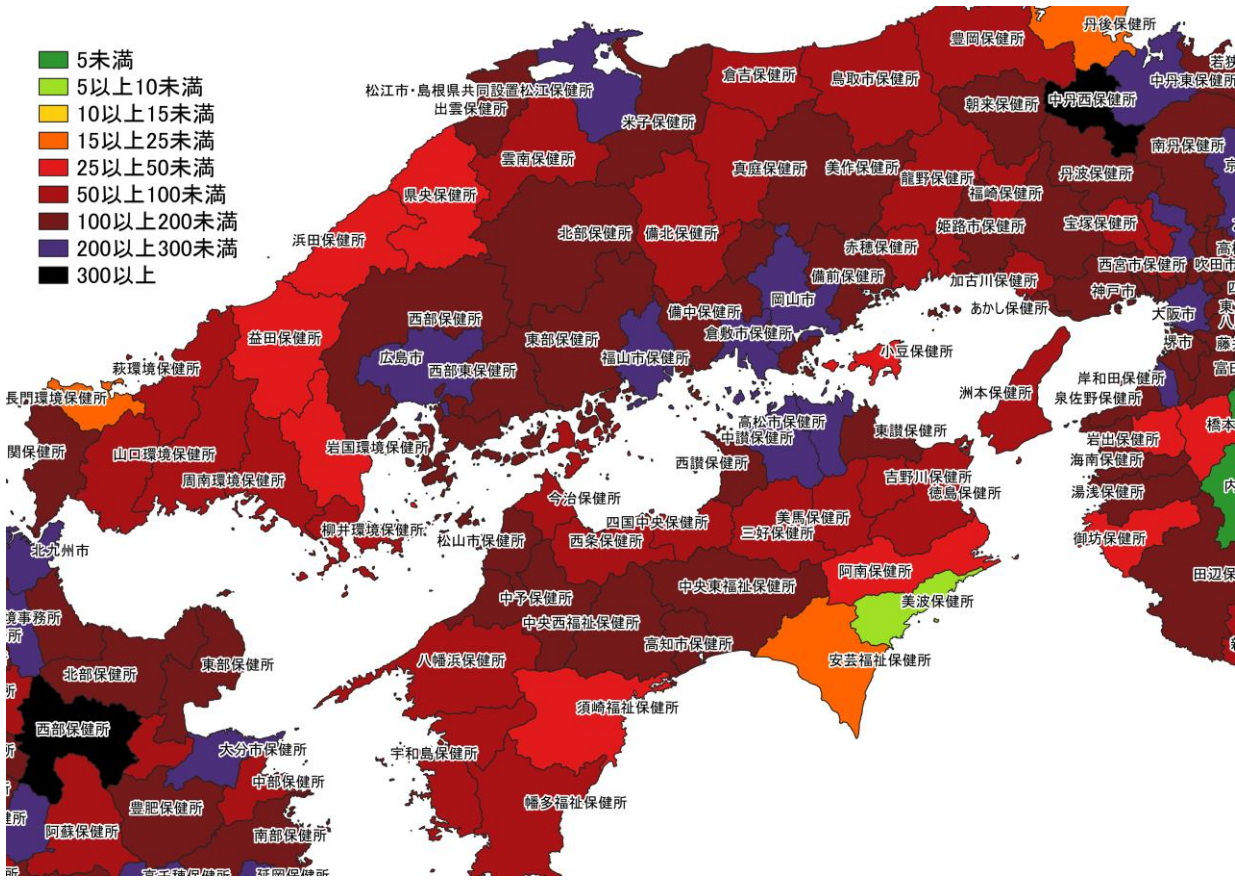 5未満
5以上10未満
10以上15未満
15以上25未満
25以上50未満
50以上100未満
100以上200未満
200以上300未満
300以上
丹後保健所
豊岡保健所
中丹東保健所
中丹西保健所
松江市・島根県共同設置松江保健所
倉吉保健所
鳥取市保健所
朝来保健所
出雲保健所
米子保健所
雲南保健所
真庭保健所
美作保健所
龍野保健所
福崎保健所
丹波保健所
南丹保健所
県央保健所
浜田保健所
北部保健所
備北保健所
赤穂保健所
姫路市保健所
宝塚保健所
西宮市保健所
吹田市
備前保健所
加古川保健所
神戸市
岡山市
あかし保健所
大阪市
西部保健所
東部保健所
備中保健所
倉敷市保健所
堺市
益田保健所
広島市
西部東保健所
福山市保健所
小豆保健所
萩環境保健所
長門環境保健所
洲本保健所
岸和田保健所
泉佐野保健所
高松市保健所
中讃保健所
東讃保健所
西讃保健所
岩出保健所
海南保健所
湯浅保健所
御坊保健所
関保健所
山口環境保健所
周南環境保健所
岩国環境保健所
柳井環境保健所
今治保健所
四国中央保健所
西条保健所
松山市保健所
吉野川保健所
徳島保健所
美馬保健所
三好保健所
阿南保健所
美波保健所
田辺保
北九州市
境事務所
中予保健所
中央西福祉保健所
中央東福祉保健所
高知市保健所
安芸福祉保健所
北部保健所
東部保健所
八幡浜保健所
須崎福祉保健所
西部保健所
大分市保健所
中部保健所
宇和島保健所
豊肥保健所
阿蘇保健所
南部保健所
幡多福祉保健所
高千穂保健所
延岡保健所